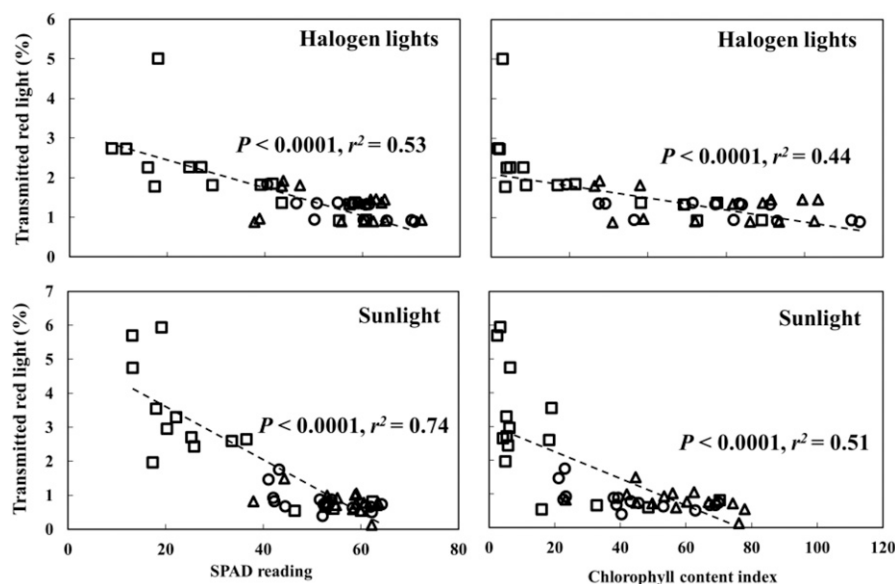 Transmitted red light (%)
6
5
4
3
2
1
0
Halogen lights
P < 0.0001, r² = 0.53
Halogen lights
P < 0.0001, r² = 0.44
Transmitted red light (%)
7
6
5
4
3
2
1
0
Sunlight
P < 0.0001, r² = 0.74
0 20 40 60 80
SPAD reading
Sunlight
P < 0.0001, r² = 0.51
0 20 40 60 80 100 120
Chlorophyll content index